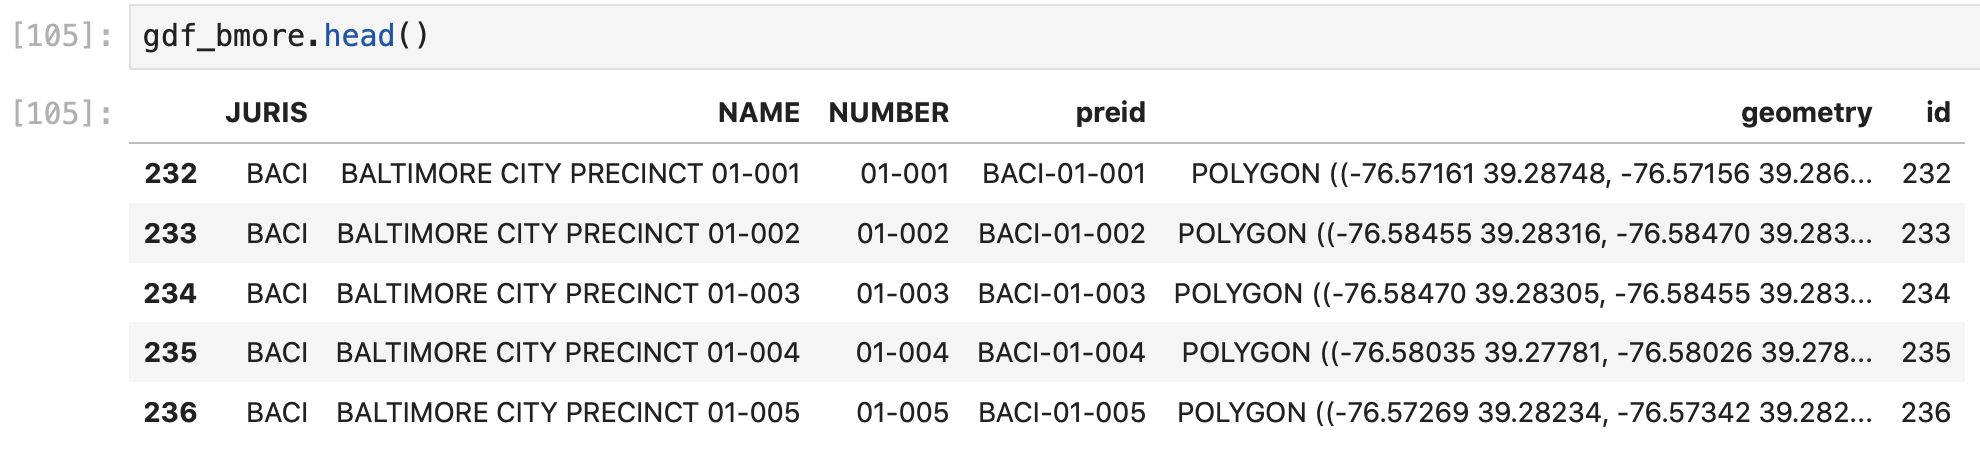 [105]: gdf_bmore.head()
[105]: JURIS NAME NUMBER preid geometry id
232 BACI BALTIMORE CITY PRECINCT 01-001 01-001 BACI-01-001 POLYGON ((-76.57161 39.28748, -76.57156 39.286... 232
233 BACI BALTIMORE CITY PRECINCT 01-002 01-002 BACI-01-002 POLYGON ((-76.58455 39.28316, -76.58470 39.283... 233
234 BACI BALTIMORE CITY PRECINCT 01-003 01-003 BACI-01-003 POLYGON ((-76.58470 39.28305, -76.58455 39.283... 234
235 BACI BALTIMORE CITY PRECINCT 01-004 01-004 BACI-01-004 POLYGON ((-76.58035 39.27781, -76.58026 39.278... 235
236 BACI BALTIMORE CITY PRECINCT 01-005 01-005 BACI-01-005 POLYGON ((-76.57269 39.28234, -76.57342 39.282... 236